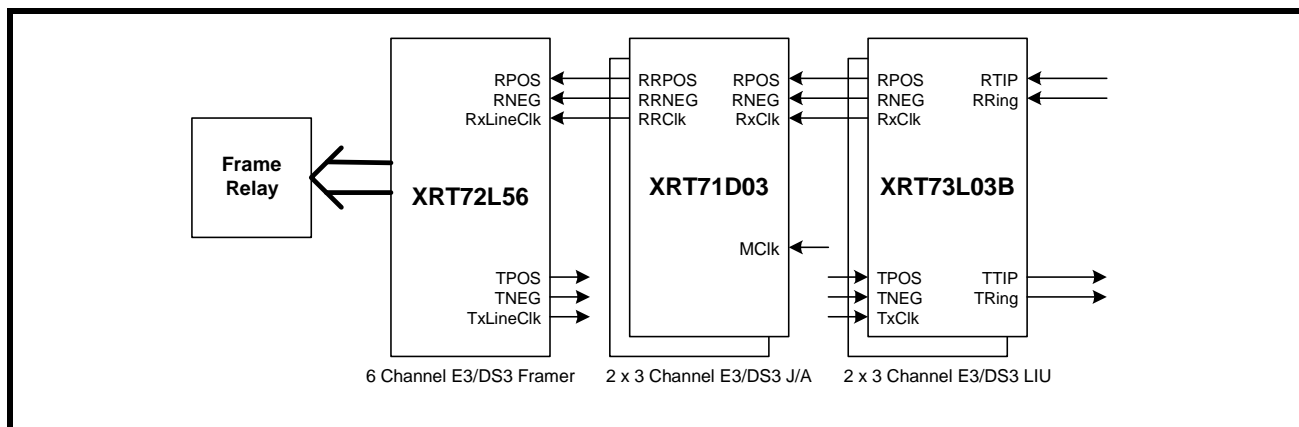 Frame
Relay
RPOS
RNEG
RxLineClk
XRT72L56
TPOS
TNEG
TxLineClk
6 Channel E3/DS3 Framer
RRPOS RPOS
RRNEG RNEG
RRClk RxClk
XRT71D03
MClk
2 x 3 Channel E3/DS3 J/A
RPOS RTIP
RNEG RRing
RxClk
XRT73L03B
TPOS TTIP
TNEG TRing
TxClk
2 x 3 Channel E3/DS3 LIU